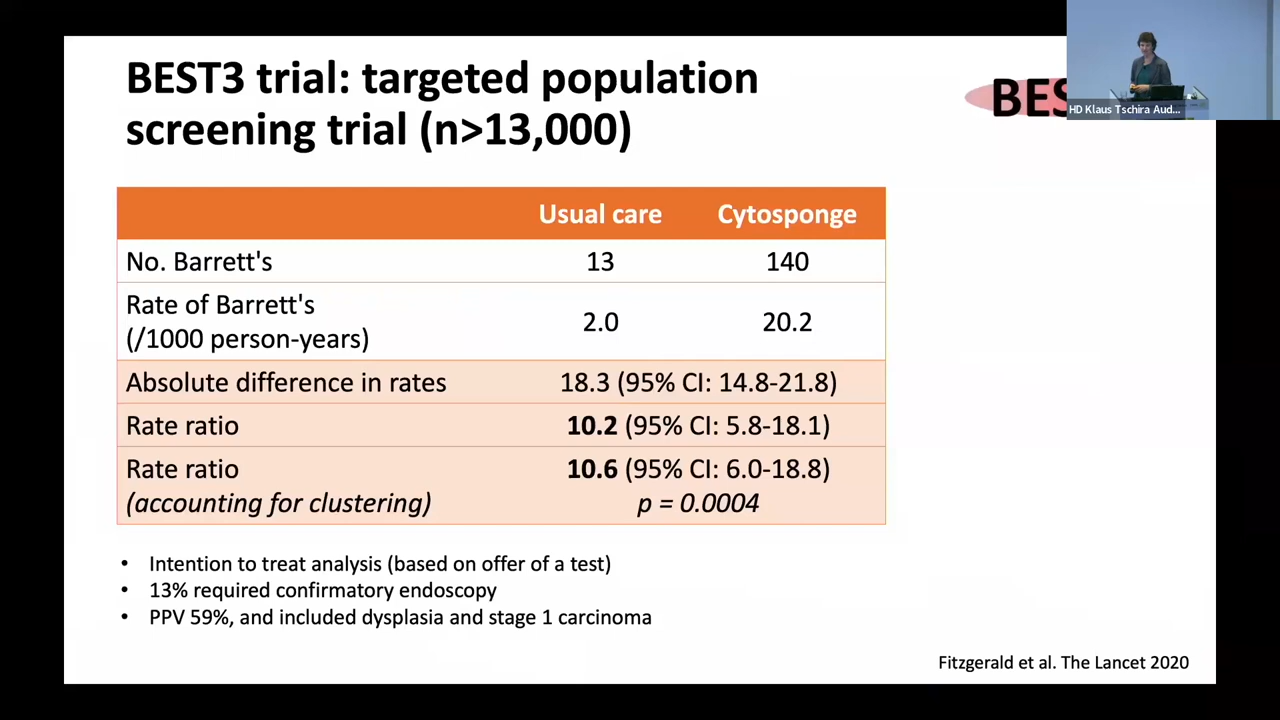 BEST3 trial: targeted population
screening trial (n>13,000)
HD Klaus Tschira Aud...
Usual care Cytosponge
No. Barrett's 13 140
Rate of Barrett's
(/1000 person-years) 2.0 20.2
Absolute difference in rates 18.3 (95% CI: 14.8-21.8)
Rate ratio 10.2 (95% CI: 5.8-18.1)
Rate ratio 10.6 (95% CI: 6.0-18.8)
(accounting for clustering) p = 0.0004
• Intention to treat analysis (based on offer of a test)
• 13% required confirmatory endoscopy
• PPV 59%, and included dysplasia and stage 1 carcinoma
Fitzgerald et al. The Lancet 2020